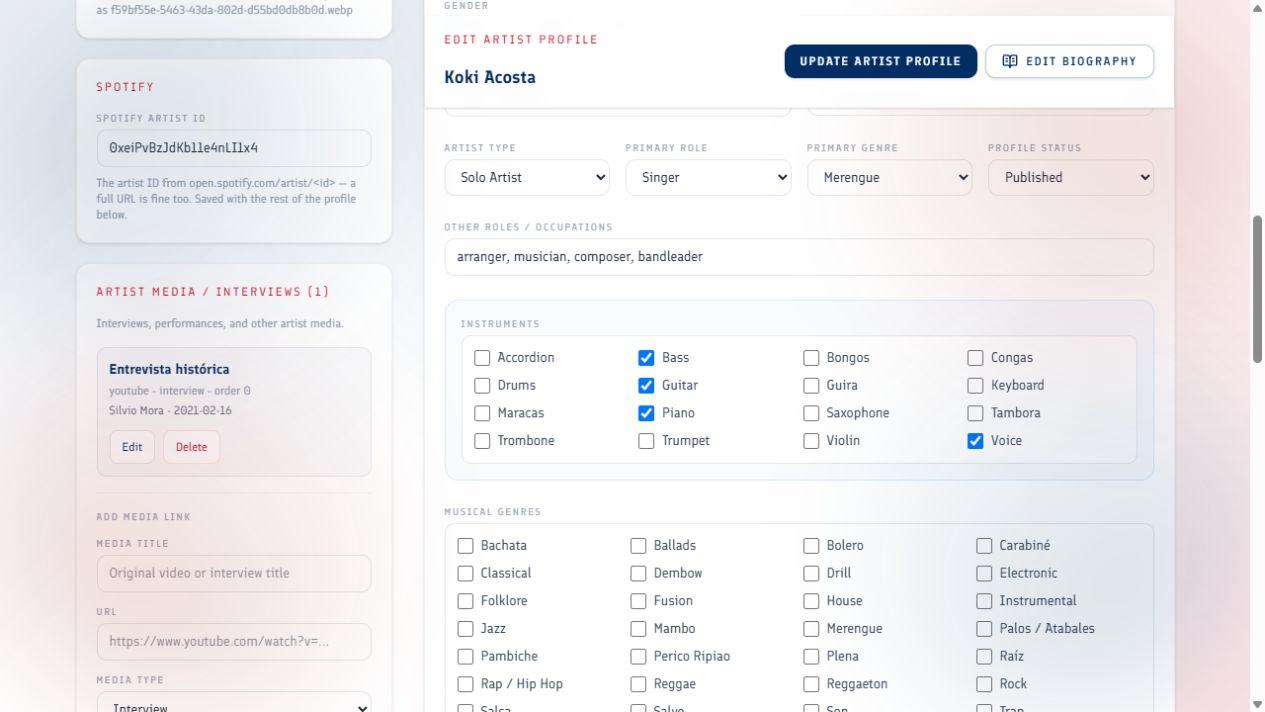 as f59bf55e-5463-43da-802d-d55bd0db8b0d.webp
SPOTIFY
SPOTIFY ARTIST ID
0xeiPvBzJdKb1le4nLIlx4
The artist ID from open.spotify.com/artist/<id> — a
full URL is fine too. Saved with the rest of the profile
below.
ARTIST MEDIA / INTERVIEWS (1)
Interviews, performances, and other artist media.
Entrevista histórica
youtube - interview - order 0
Silvio Mora · 2021-02-16
Edit Delete
ADD MEDIA LINK
MEDIA TITLE
Original video or interview title
URL
https://www.youtube.com/watch?v=...
MEDIA TYPE
Interview
GENDER
EDIT ARTIST PROFILE
Koki Acosta
UPDATE ARTIST PROFILE EDIT BIOGRAPHY
ARTIST TYPE PRIMARY ROLE PRIMARY GENRE PROFILE STATUS
Solo Artist Singer Merengue Published
OTHER ROLES / OCCUPATIONS
arranger, musician, composer, bandleader
INSTRUMENTS
Accordion Bass Bongos Congas
Drums Guitar Guira Keyboard
Maracas Piano Saxophone Tambora
Trombone Trumpet Violin Voice
MUSICAL GENRES
Bachata Ballads Bolero Carabiné
Classical Dembow Drill Electronic
Folklore Fusion House Instrumental
Jazz Mambo Merengue Palos / Atabales
Pambiche Perico Ripiao Plena Raíz
Rap / Hip Hop Reggae Reggaeton Rock
Salsa Salve Son Trap